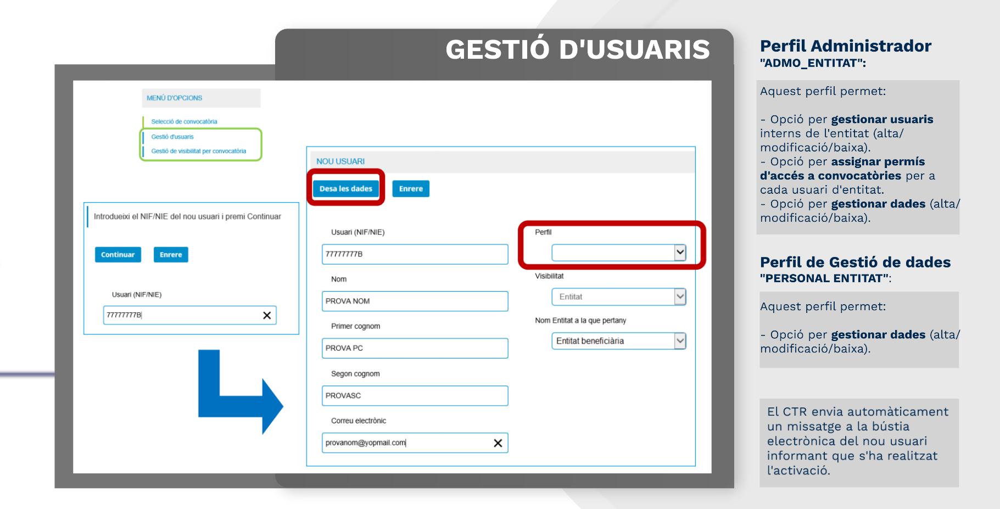 GESTIÓ D'USUARIS
MENÚ D'OPCIONS
Selecció de convocatòria
Gestió d'usuaris
Gestió de visibilitat per convocatòria
Introdueixi el NIF/NIE del nou usuari i premi Continuar
Continuar
Enrere
Usuari (NIF/NIE)
77777777B
NOU USUARI
Desa les dades
Enrere
Usuari (NIF/NIE)
77777777B
Nom
PROVA NOM
Primer cognom
PROVA PC
Segon cognom
PROVASC
Correu electrònic
provanom@yopmail.com
Perfil
Visibilitat
Entitat
Nom Entitat a la que pertany
Entitat beneficiària
Perfil Administrador
"ADMO_ENTITAT":
Aquest perfil permet:
- Opció per gestionar usuaris
interns de l'entitat (alta/
modificació/baixa).
- Opció per assignar permís
d'accés a convocatòries per a
cada usuari d'entitat.
- Opció per gestionar dades (alta/
modificació/baixa).
Perfil de Gestió de dades
"PERSONAL ENTITAT":
Aquest perfil permet:
- Opció per gestionar dades (alta/
modificació/baixa).
El CTR envia automàticament
un missatge a la bústia
electrònica del nou usuari
informant que s'ha realitzat
l'activació.